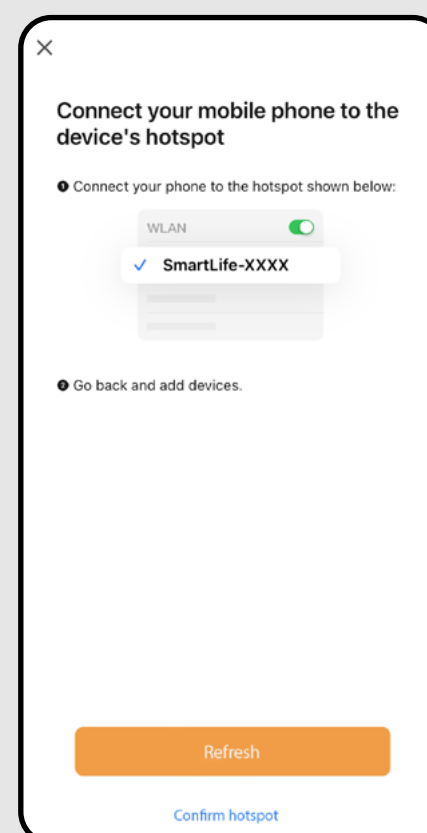 Connect your mobile phone to the
device's hotspot
❶ Connect your phone to the hotspot shown below:
WLAN
✓ SmartLife-XXXX
❷ Go back and add devices.
Refresh
Confirm hotspot